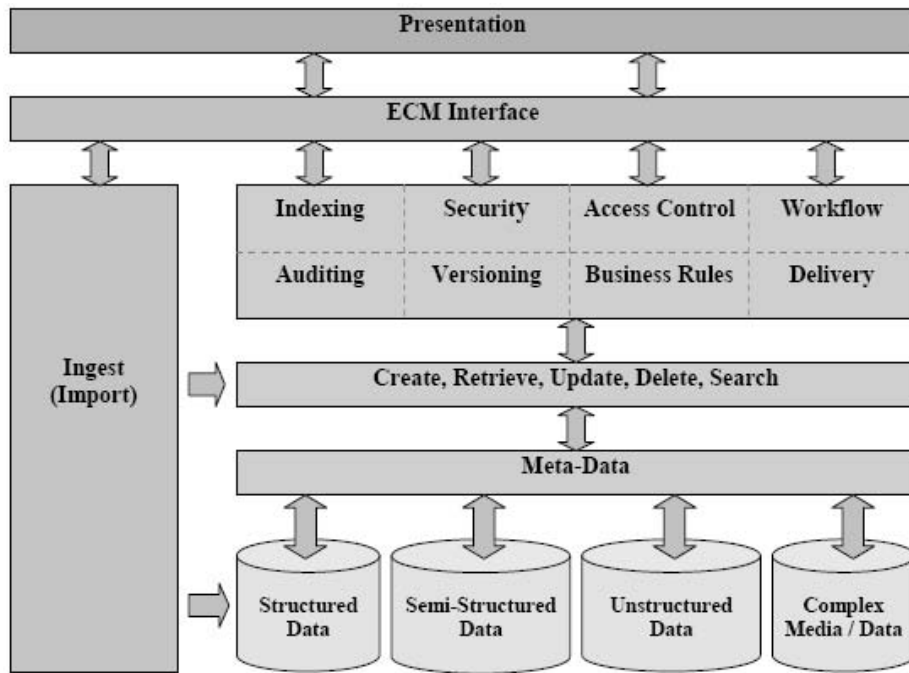 Presentation
ECM Interface
Indexing
Security
Access Control
Workflow
Auditing
Versioning
Business Rules
Delivery
Ingest
(Import)
Create, Retrieve, Update, Delete, Search
Meta-Data
Structured
Data
Semi-Structured
Data
Unstructured
Data
Complex
Media / Data